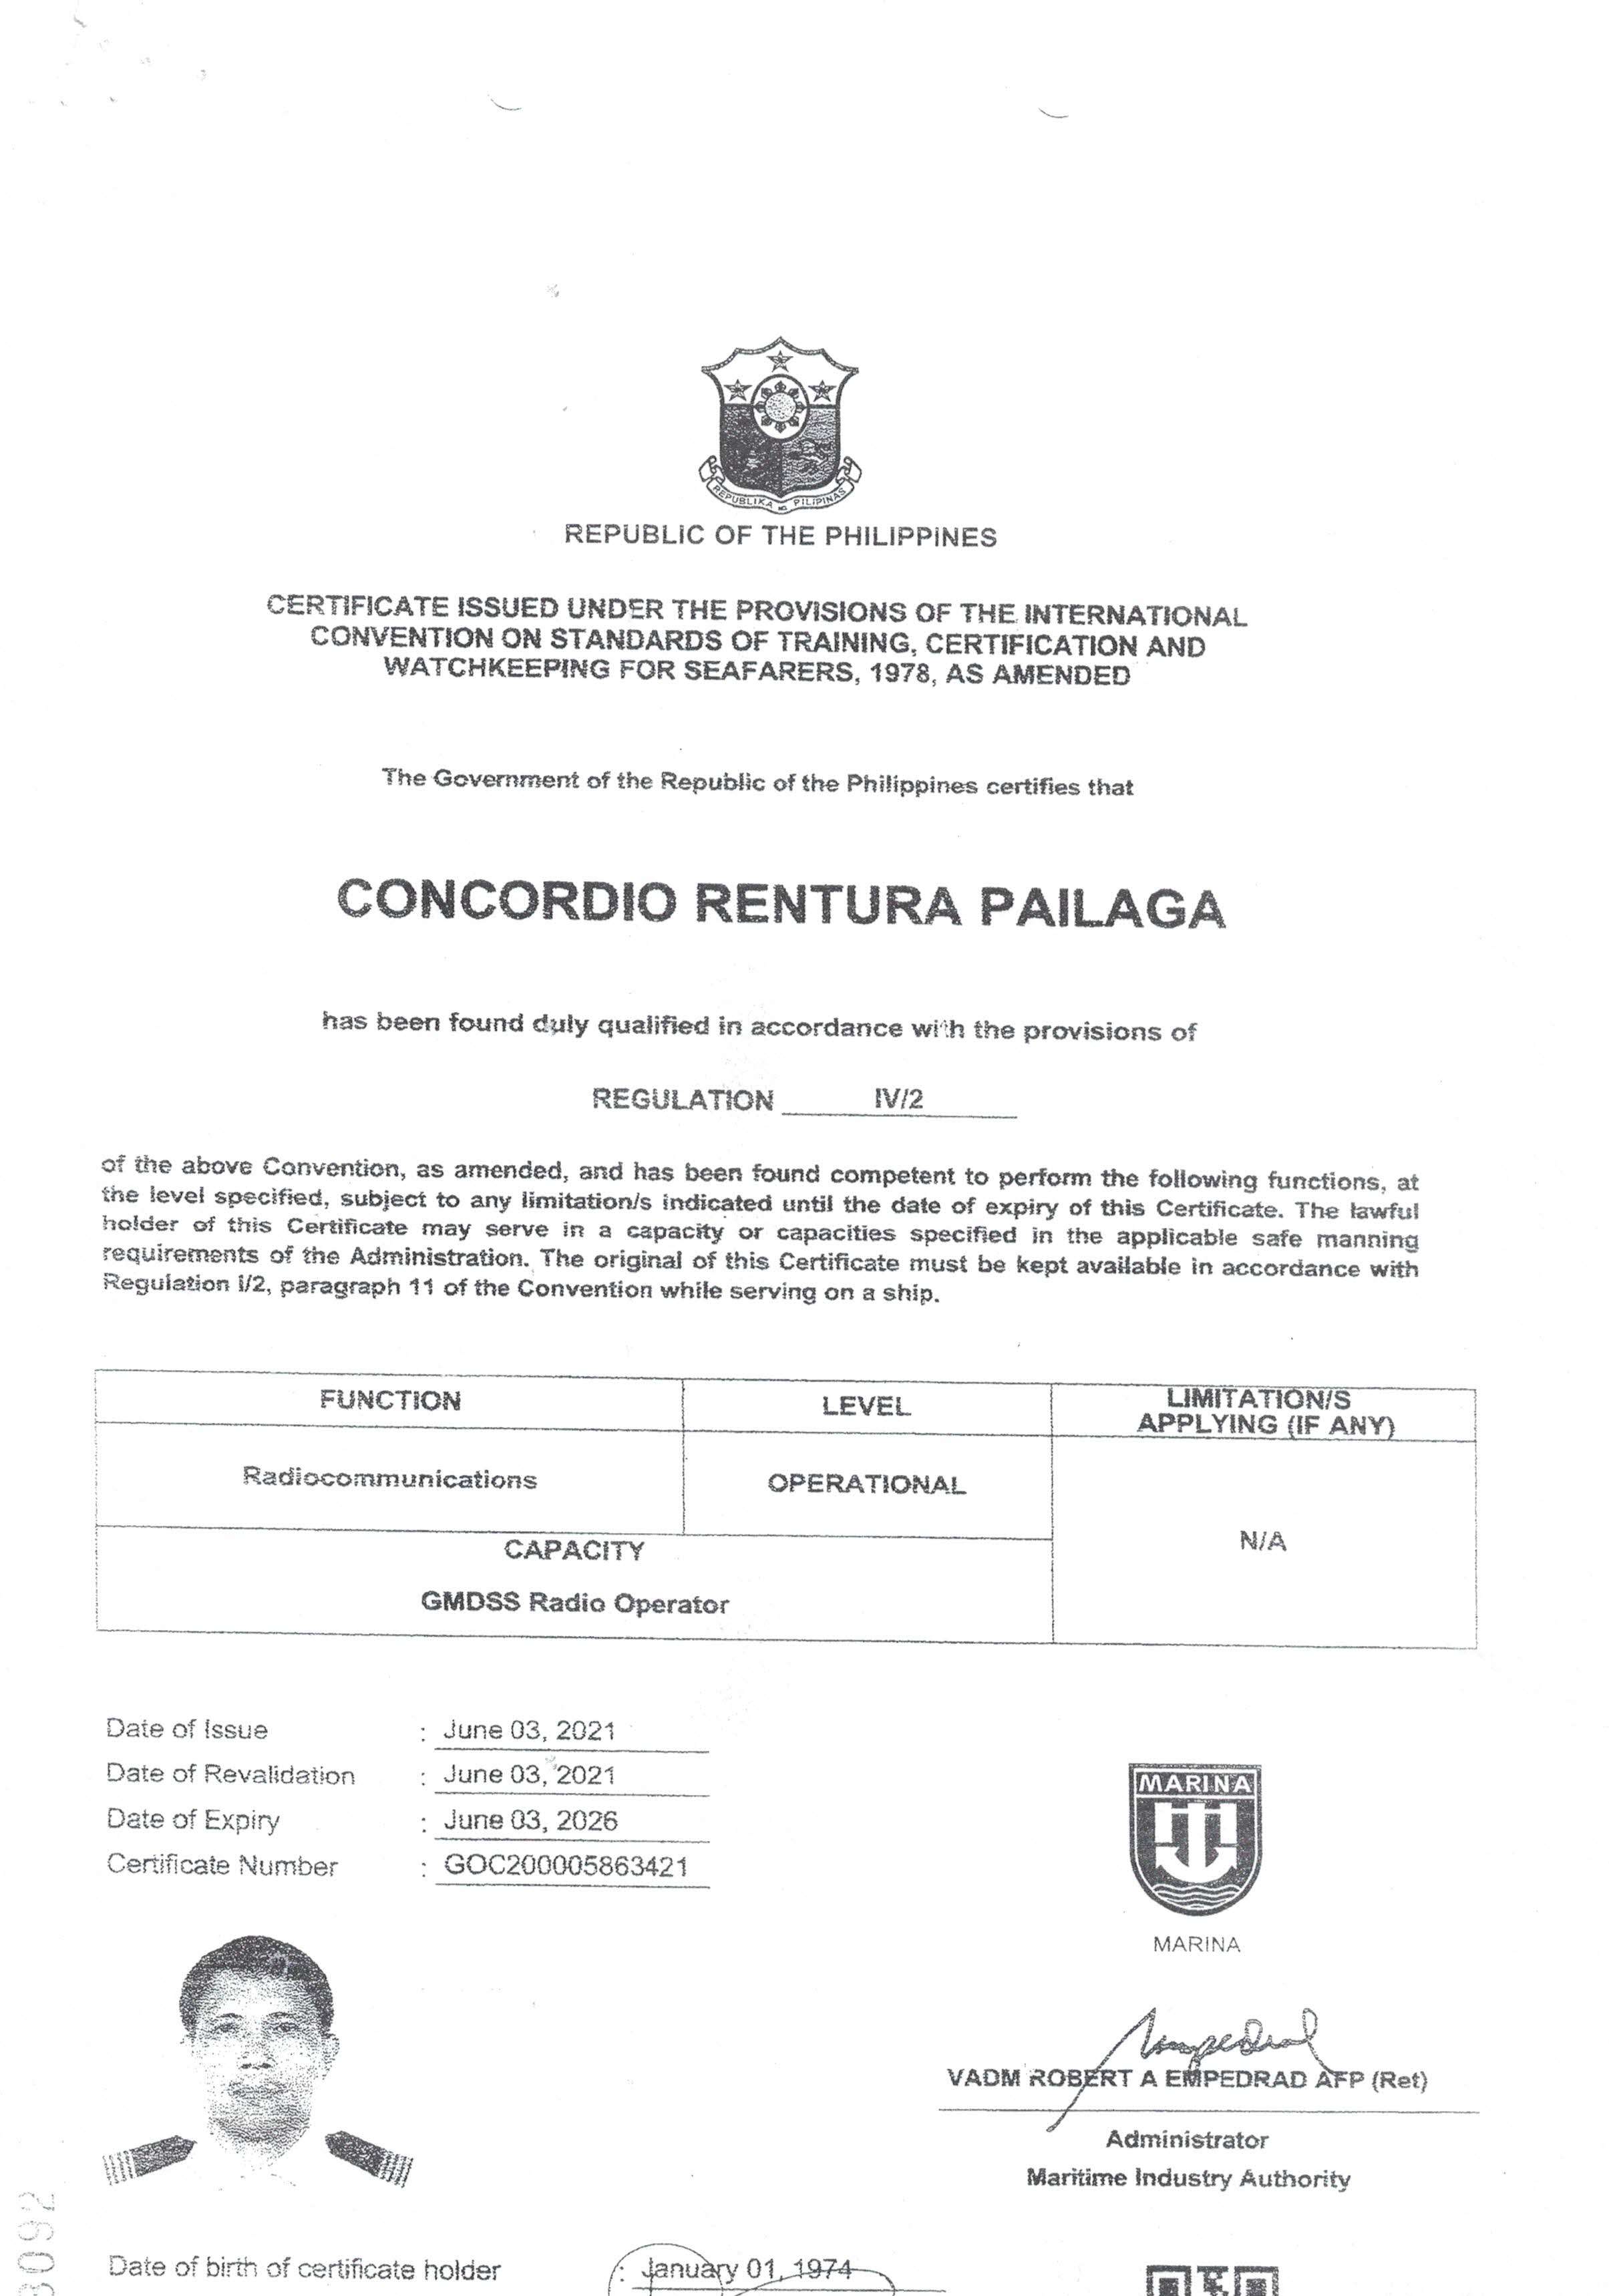 REPUBLIKA NG PILIPINAS
REPUBLIC OF THE PHILIPPINES
CERTIFICATE ISSUED UNDER THE PROVISIONS OF THE INTERNATIONAL
CONVENTION ON STANDARDS OF TRAINING, CERTIFICATION AND
WATCHKEEPING FOR SEAFARERS, 1978, AS AMENDED
The Government of the Republic of the Philippines certifies that
CONCORDIO RENTURA PAILAGA
has been found duly qualified in accordance with the provisions of
REGULATION IV/2
of the above Convention, as amended, and has been found competent to perform the following functions, at
the level specified, subject to any limitation/s indicated until the date of expiry of this Certificate. The lawful
holder of this Certificate may serve in a capacity or capacities specified in the applicable safe manning
requirements of the Administration. The original of this Certificate must be kept available in accordance with
Regulation I/2, paragraph 11 of the Convention while serving on a ship.
FUNCTION LEVEL LIMITATION/S
APPLYING (IF ANY)
Radiocommunications OPERATIONAL
N/A
CAPACITY
GMDSS Radio Operator
Date of Issue : June 03, 2021
Date of Revalidation : June 03, 2021
Date of Expiry : June 03, 2026
Certificate Number : GOC200005863421
MARINA
MARINA
VADM ROBERT A EMPEDRAD AFP (Ret)
Administrator
Maritime Industry Authority
Date of birth of certificate holder : January 01, 1974